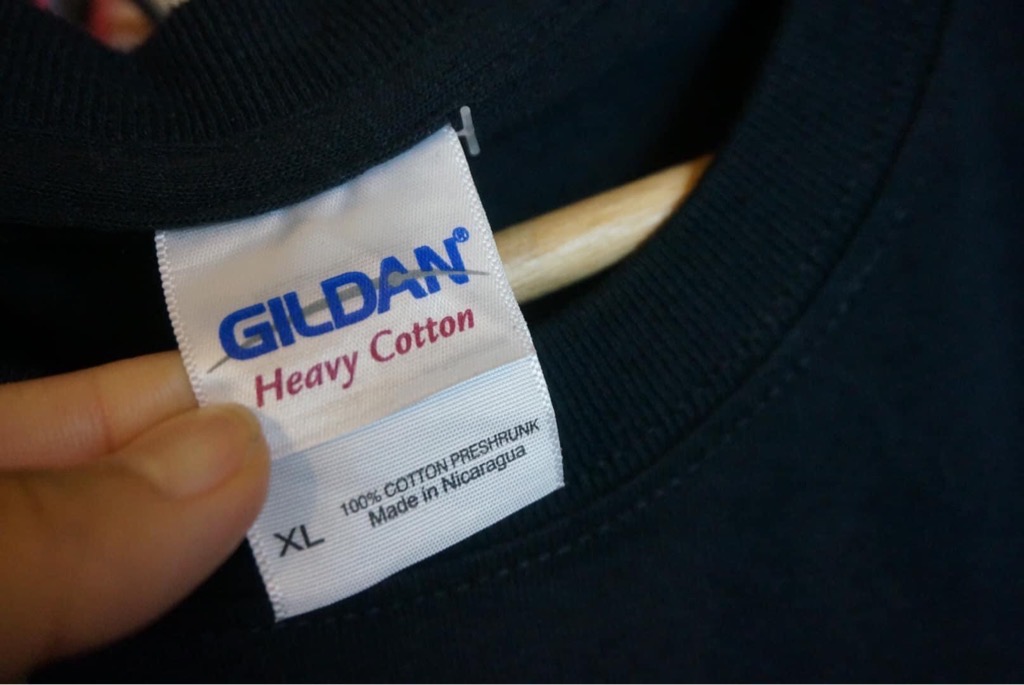 GILDAN®
Heavy Cotton
100% COTTON PRESHRUNK
Made in Nicaragua
XL